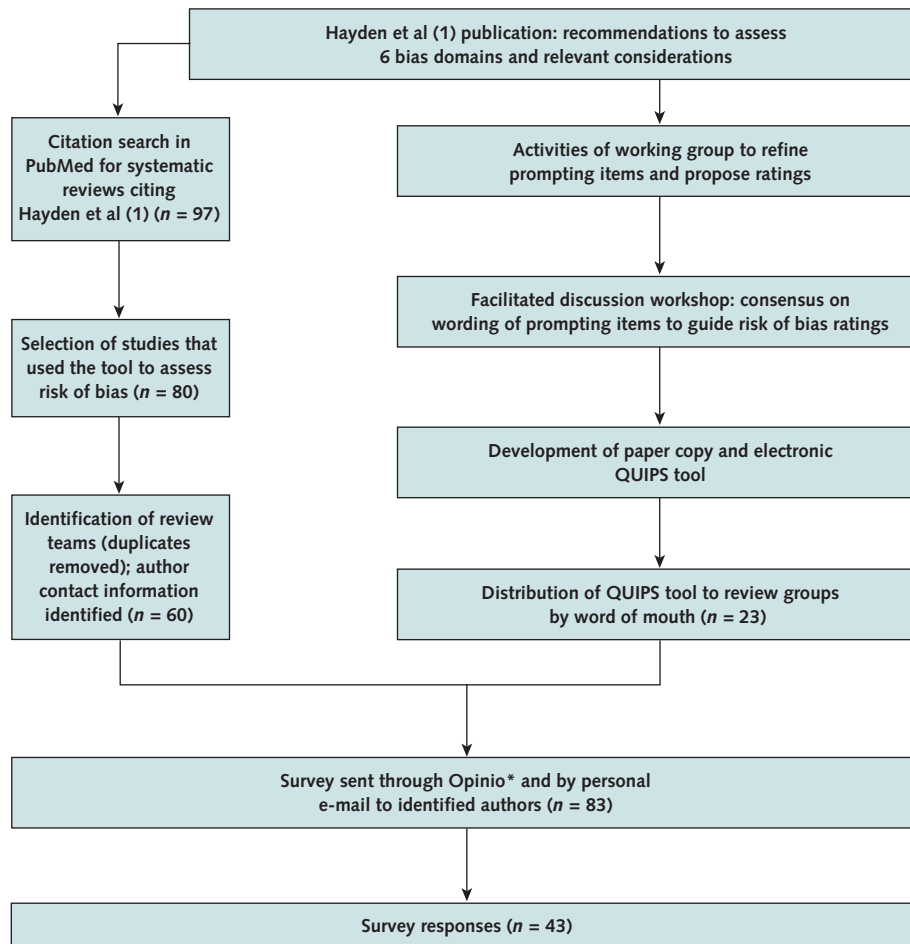 Hayden et al (1) publication: recommendations to assess
6 bias domains and relevant considerations
Citation search in
PubMed for systematic
reviews citing
Hayden et al (1) (n = 97)
Selection of studies that
used the tool to assess
risk of bias (n = 80)
Identification of review
teams (duplicates
removed); author
contact information
identified (n = 60)
Activities of working group to refine
prompting items and propose ratings
Facilitated discussion workshop: consensus on
wording of prompting items to guide risk of bias ratings
Development of paper copy and electronic
QUIPS tool
Distribution of QUIPS tool to review groups
by word of mouth (n = 23)
Survey sent through Opinio* and by personal
e-mail to identified authors (n = 83)
Survey responses (n = 43)